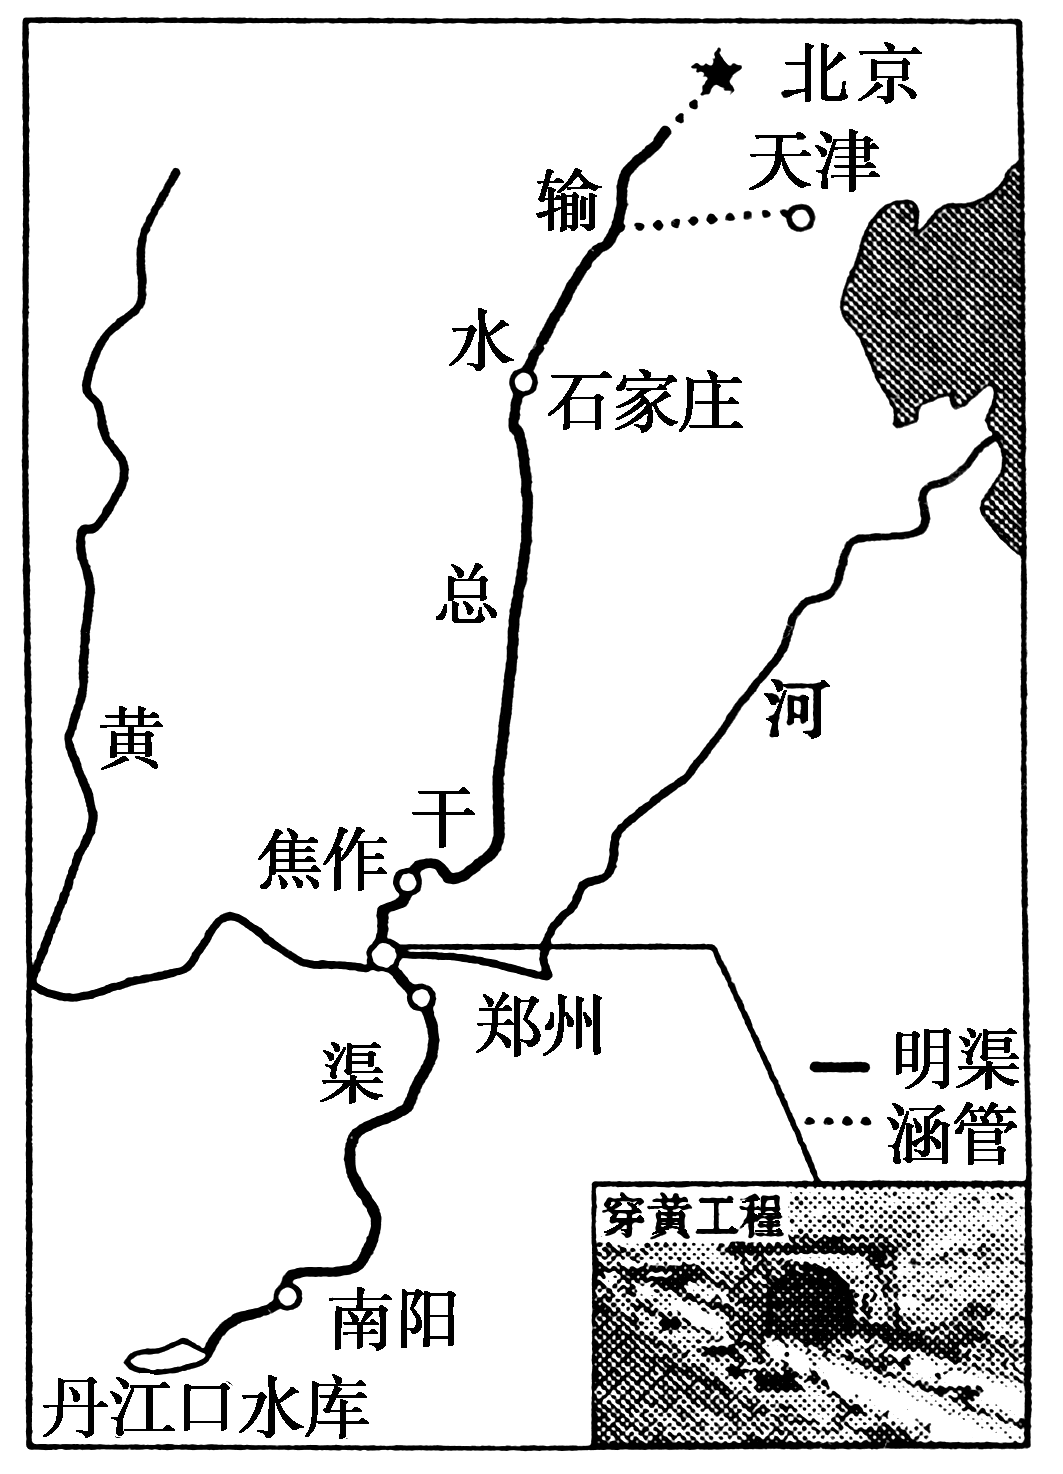 北京
天津
输
水
石家庄
总
黄
河
干
焦作
郑州
渠
明渠
涵管
穿黄工程
南阳
丹江口水库